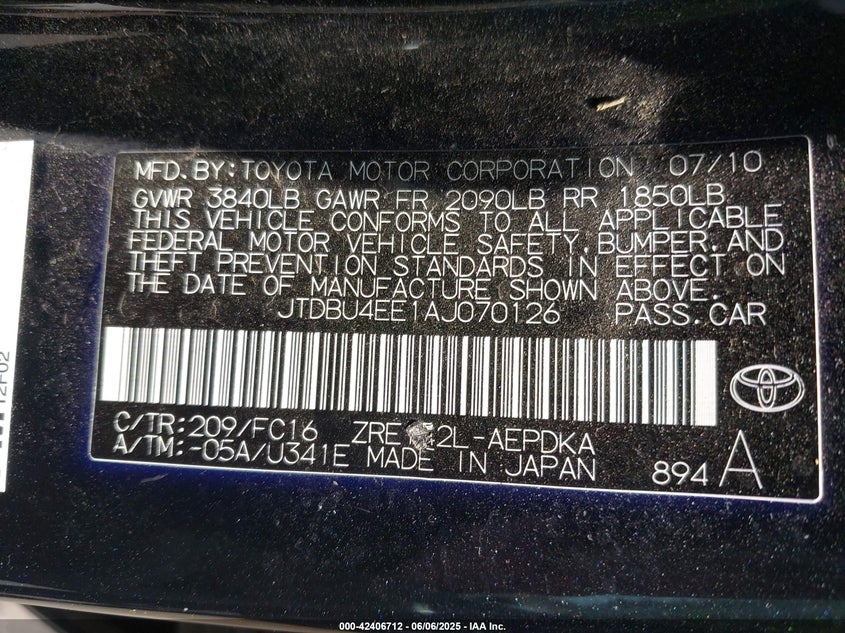 MFD.BY:TOYOTA MOTOR CORPORATION 07/10
GVWR 3840LB GAWR FR 2090LB RR 1850LB
THIS VEHICLE CONFORMS TO ALL APPLICABLE
FEDERAL MOTOR VEHICLE SAFETY,BUMPER,AND
THEFT PREVENTION STANDARDS IN EFFECT ON
THE DATE OF MANUFACTURE SHOWN ABOVE.
JTDBU4EE1AJ070126 PASS.CAR
C/TR:209/FC16 2L-AEPDKA
A/TM:-05A/U341E MADE IN JAPAN
894 A
12F02
000-42406712 - 06/06/2025 - IAA Inc.